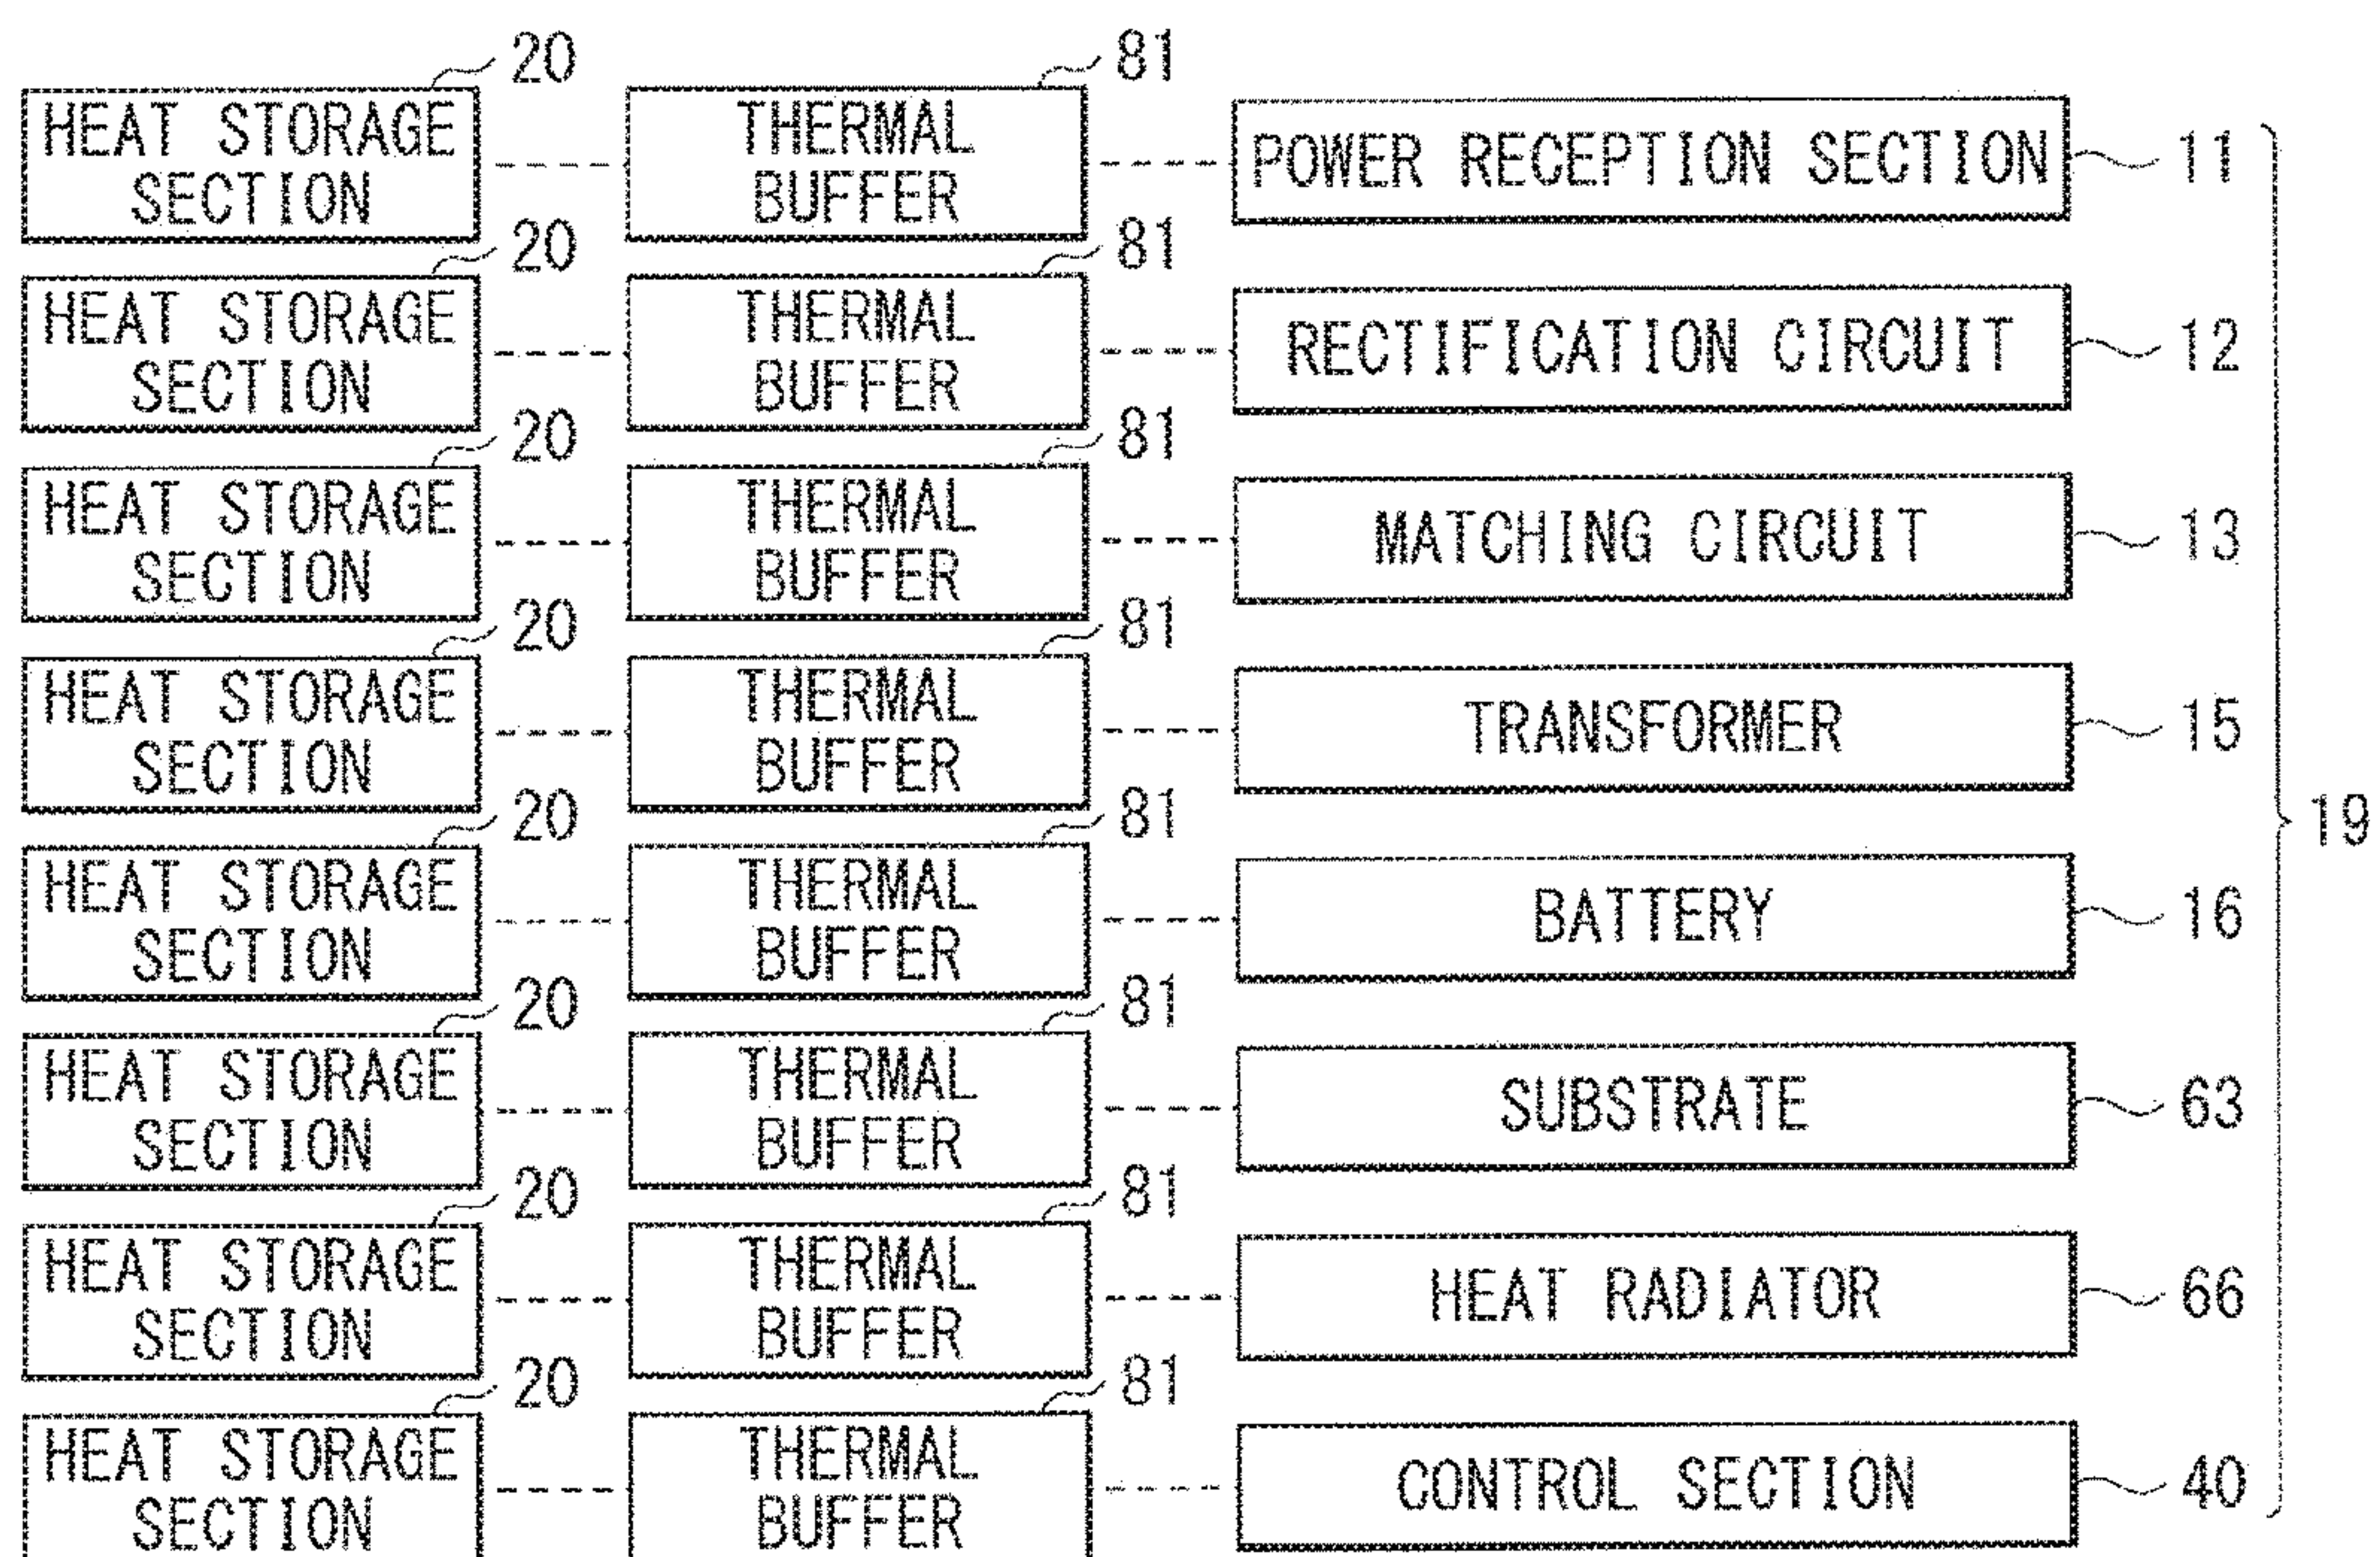 20 81
HEAT STORAGE SECTION THERMAL BUFFER POWER RECEPTION SECTION 11
20 81
HEAT STORAGE SECTION THERMAL BUFFER RECTIFICATION CIRCUIT 12
20 81
HEAT STORAGE SECTION THERMAL BUFFER MATCHING CIRCUIT 13
20 81
HEAT STORAGE SECTION THERMAL BUFFER TRANSFORMER 15
19
20 81
HEAT STORAGE SECTION THERMAL BUFFER BATTERY 16
20 81
HEAT STORAGE SECTION THERMAL BUFFER SUBSTRATE 63
20 81
HEAT STORAGE SECTION THERMAL BUFFER HEAT RADIATOR 66
20 81
HEAT STORAGE SECTION THERMAL BUFFER CONTROL SECTION 40